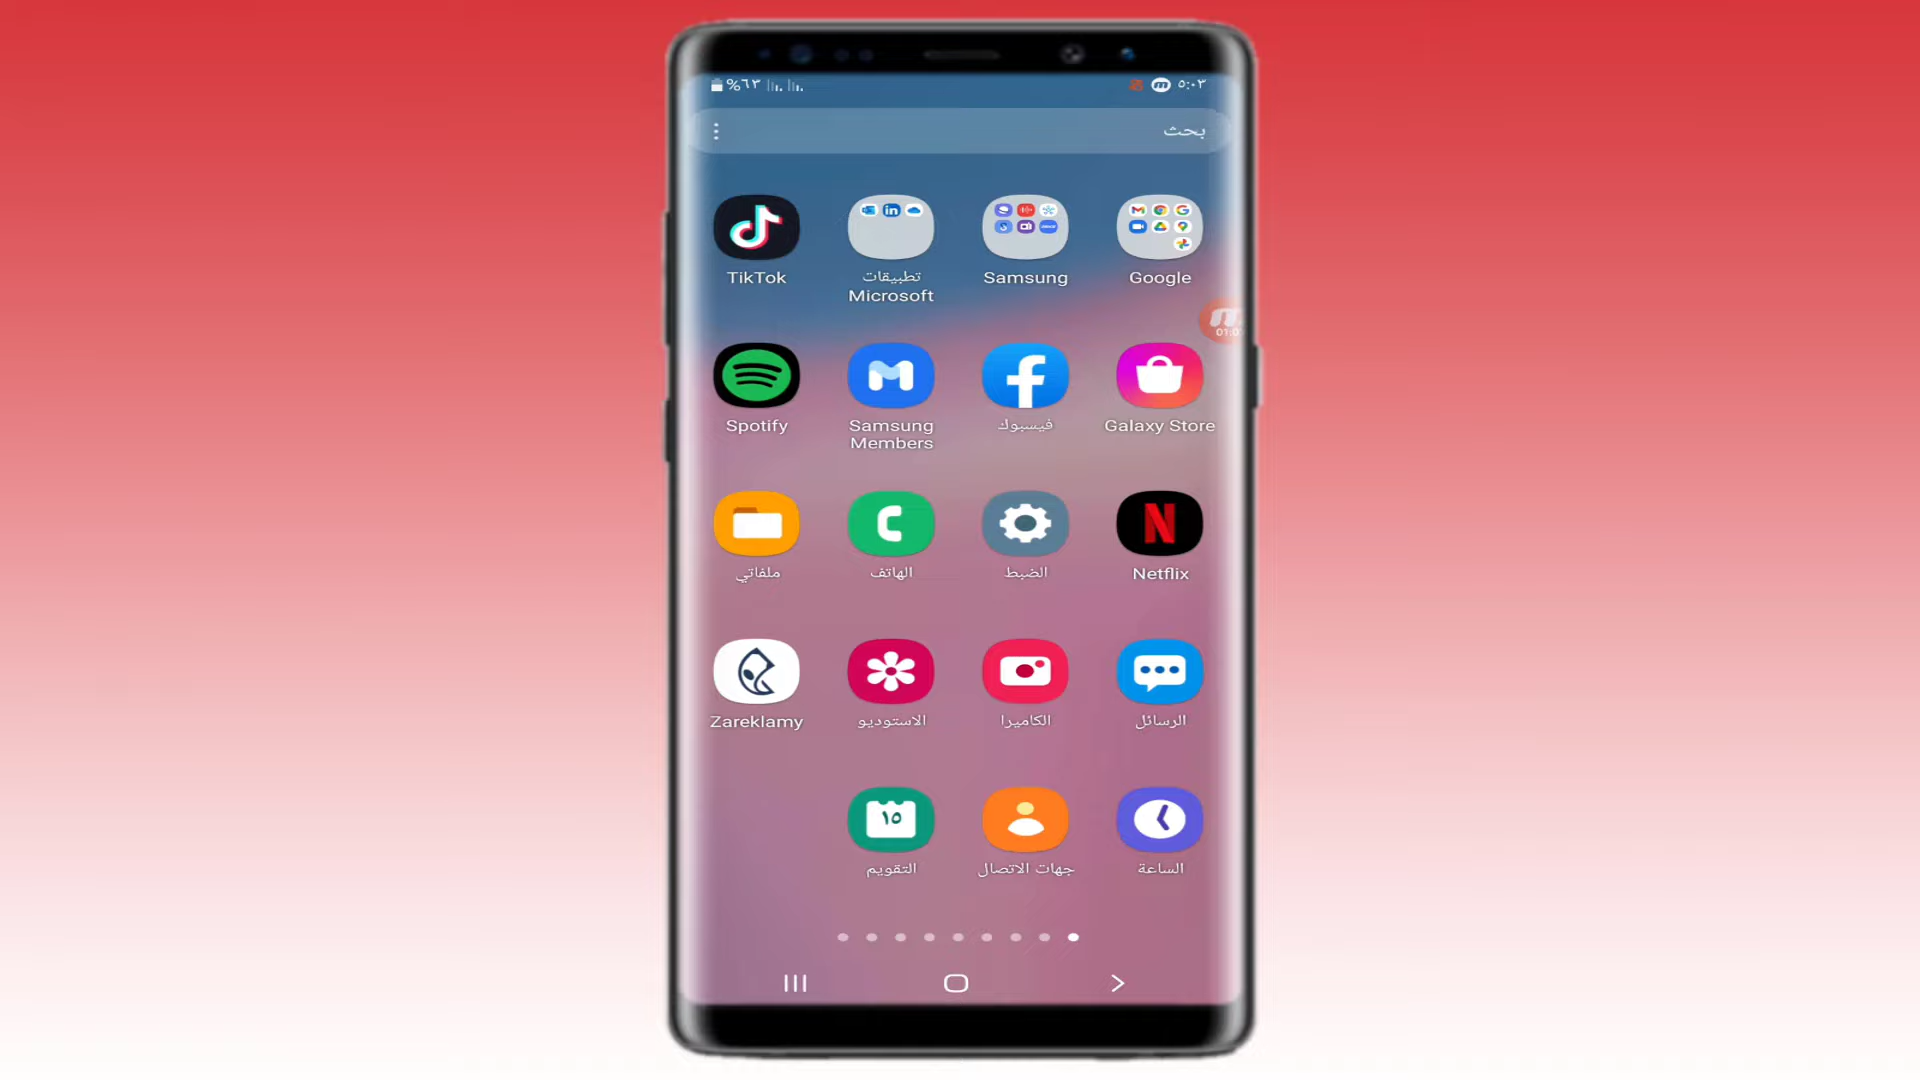 ٥:٠٣
%٦٣
بحث
Google
Samsung
تطبيقات
Microsoft
TikTok
Galaxy Store
فيسبوك
Samsung
Members
Spotify
Netflix
الضبط
الهاتف
ملفاتي
الرسائل
الكاميرا
الاستوديو
Zareklamy
الساعة
جهات الاتصال
١٥
التقويم